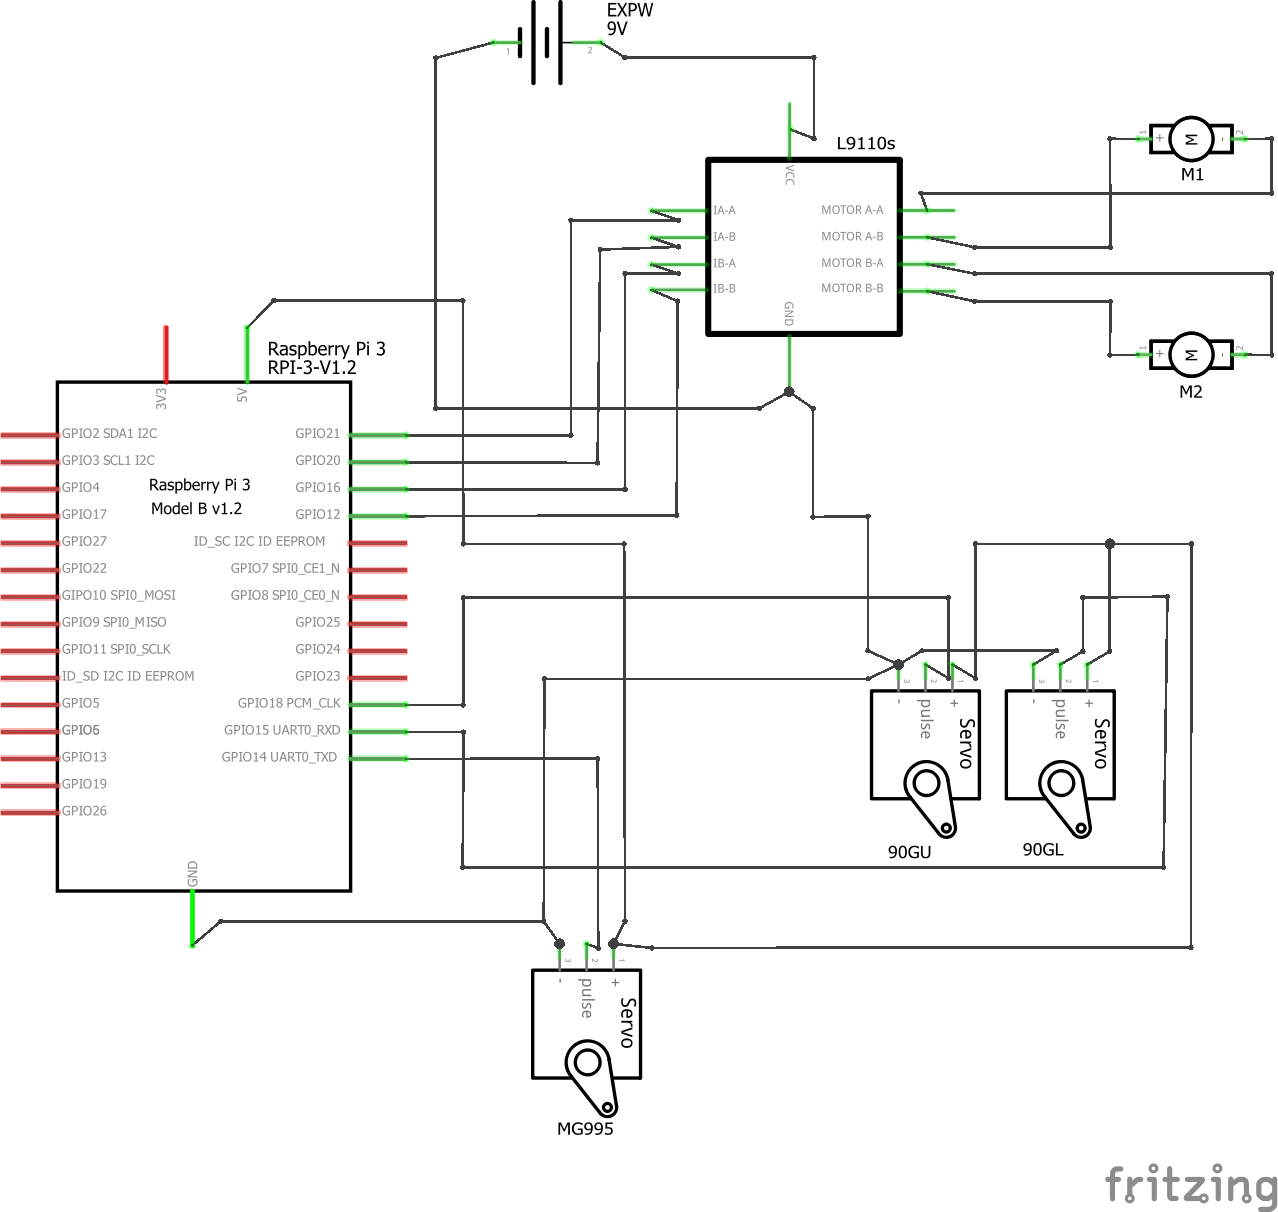 EXPW
9V
1
2
L9110s
VCC
IA-A
IA-B
IB-A
IB-B
MOTOR A-A
MOTOR A-B
MOTOR B-A
MOTOR B-B
GND
1
+
M
-
2
M1
1
+
M
-
2
M2
Raspberry Pi 3
RPI-3-V1.2
3V3
5V
GPIO2 SDA1 I2C
GPIO3 SCL1 I2C
GPIO4
GPIO17
GPIO27
GPIO22
GIPO10 SPI0_MOSI
GPIO9 SPI0_MISO
GPIO11 SPI0_SCLK
ID_SD I2C ID EEPROM
GPIO5
GPIO6
GPIO13
GPIO19
GPIO26
Raspberry Pi 3
Model B v1.2
GPIO21
GPIO20
GPIO16
GPIO12
ID_SC I2C ID EEPROM
GPIO7 SPI0_CE1_N
GPIO8 SPI0_CE0_N
GPIO25
GPIO24
GPIO23
GPIO18 PCM_CLK
GPIO15 UART0_RXD
GPIO14 UART0_TXD
GND
3
2
1
-
pulse
+
Servo
90GU
3
2
1
-
pulse
+
Servo
90GL
3
2
1
-
pulse
+
Servo
MG995
fritzing